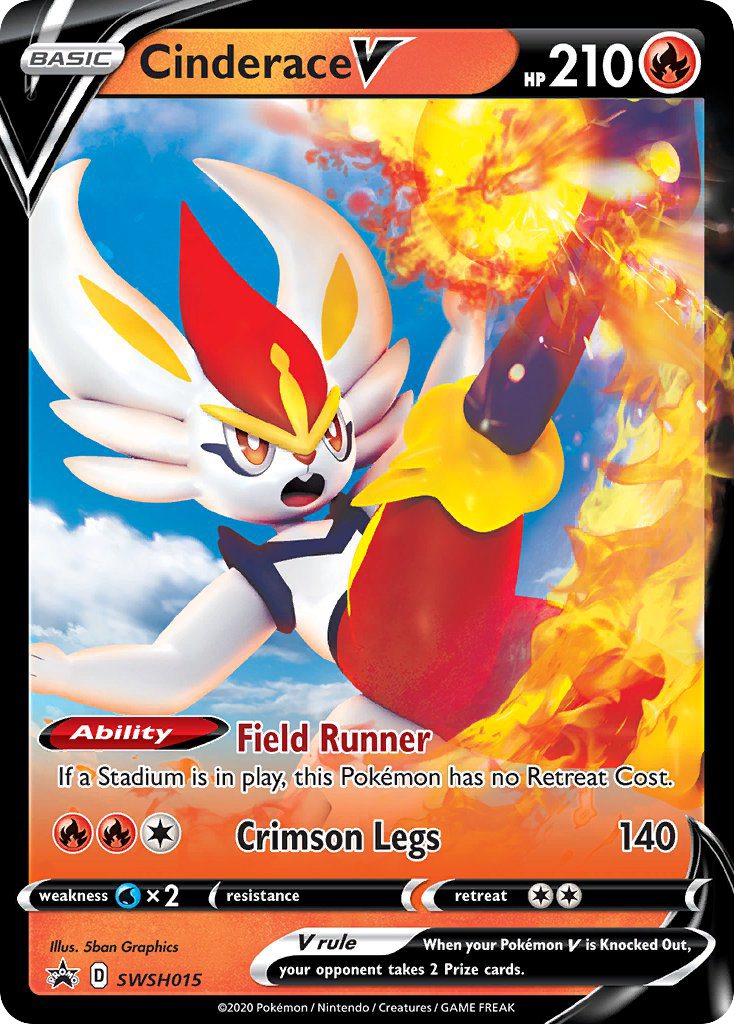 BASIC Cinderace V HP 210
Ability Field Runner
If a Stadium is in play, this Pokémon has no Retreat Cost.
Crimson Legs 140
weakness ×2 resistance retreat
Illus. 5ban Graphics
V rule When your Pokémon V is Knocked Out,
your opponent takes 2 Prize cards.
PROMO D SWSH015
©2020 Pokémon / Nintendo / Creatures / GAME FREAK